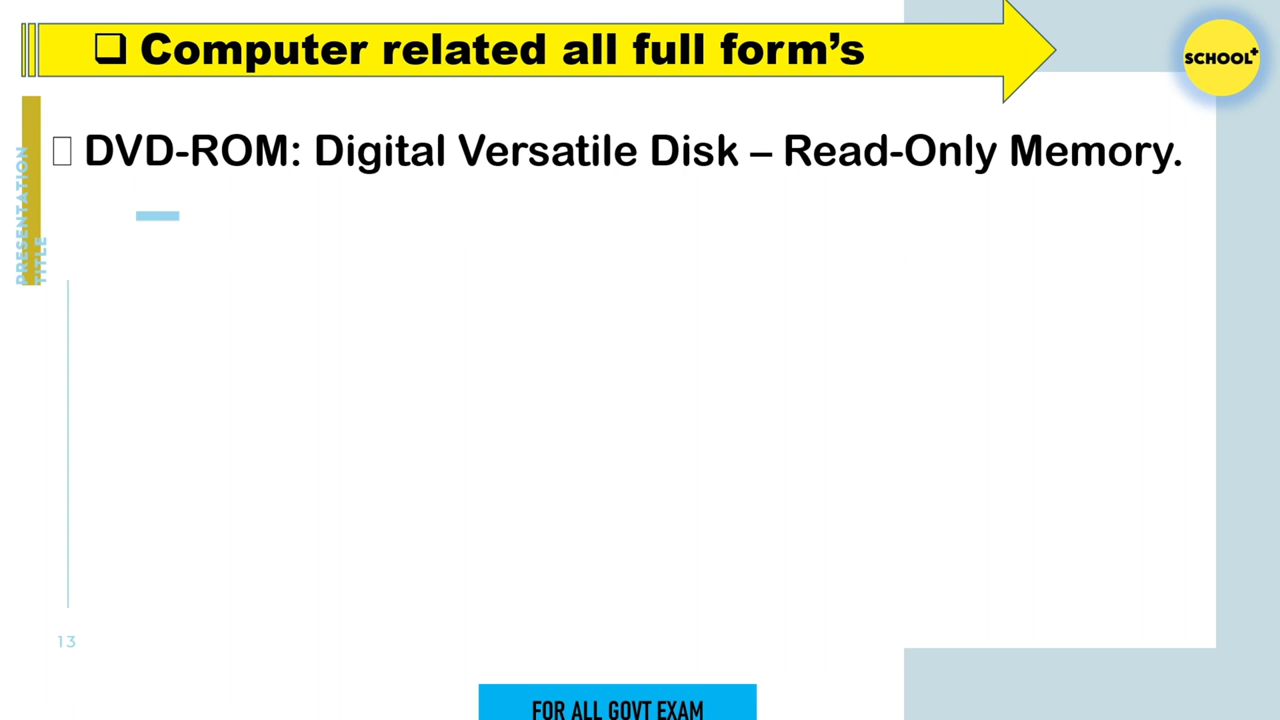 ❑ Computer related all full form’s
SCHOOL+
DVD-ROM: Digital Versatile Disk – Read-Only Memory.
PRESENTATION
TITLE
13
FOR ALL GOVT EXAM